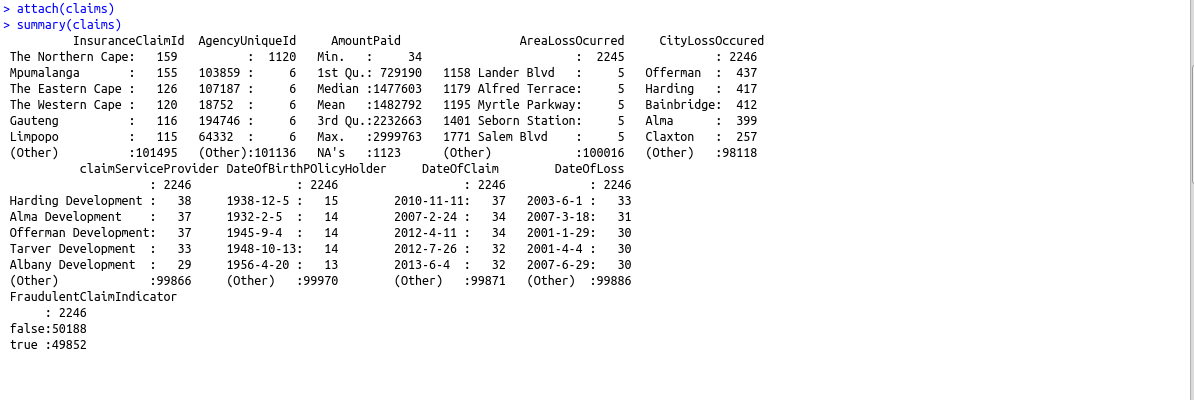 > attach(claims)
> summary(claims)
InsuranceClaimId AgencyUniqueId AmountPaid AreaLossOcurred CityLossOccured
The Northern Cape: 159 : 1120 Min. : 34 : 2245 : 2246
Mpumalanga : 155 103859 : 6 1st Qu.: 729190 1158 Lander Blvd : 5 Offerman : 437
The Eastern Cape : 126 107187 : 6 Median :1477603 1179 Alfred Terrace: 5 Harding : 417
The Western Cape : 120 18752 : 6 Mean :1482792 1195 Myrtle Parkway: 5 Bainbridge: 412
Gauteng : 116 194746 : 6 3rd Qu.:2232663 1401 Seborn Station: 5 Alma : 399
Limpopo : 115 64332 : 6 Max. :2999763 1771 Salem Blvd : 5 Claxton : 257
(Other) :101495 (Other):101136 NA's :1123 (Other) :100016 (Other) :98118
claimServiceProvider DateOfBirthPOlicyHolder DateOfClaim DateOfLoss
: 2246 : 2246 : 2246 : 2246
Harding Development : 38 1938-12-5 : 15 2010-11-11: 37 2003-6-1 : 33
Alma Development : 37 1932-2-5 : 14 2007-2-24 : 34 2007-3-18: 31
Offerman Development: 37 1945-9-4 : 14 2012-4-11 : 34 2001-1-29: 30
Tarver Development : 33 1948-10-13: 14 2012-7-26 : 32 2001-4-4 : 30
Albany Development : 29 1956-4-20 : 13 2013-6-4 : 32 2007-6-29: 30
(Other) :99866 (Other) :99970 (Other) :99871 (Other) :99886
FraudulentClaimIndicator
: 2246
false:50188
true :49852